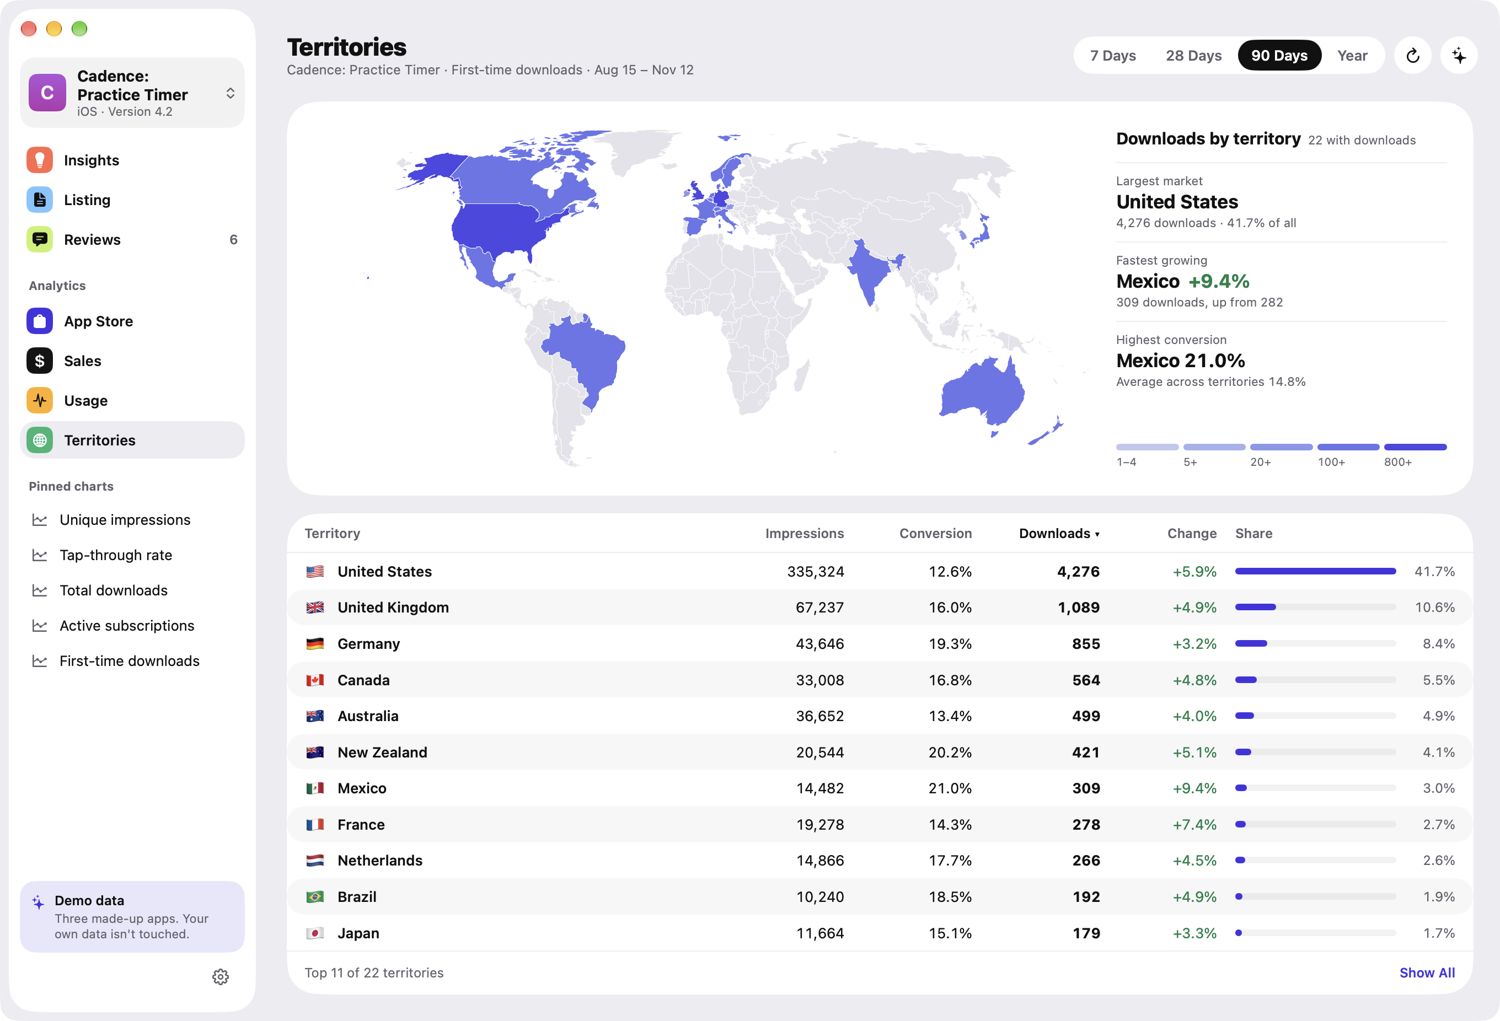 C
Cadence:
Practice Timer
iOS · Version 4.2
Insights
Listing
Reviews 6
Analytics
App Store
$ Sales
Usage
Territories
Pinned charts
Unique impressions
Tap-through rate
Total downloads
Active subscriptions
First-time downloads
Demo data
Three made-up apps. Your
own data isn't touched.
Territories
Cadence: Practice Timer · First-time downloads · Aug 15 – Nov 12
7 Days 28 Days 90 Days Year
Downloads by territory 22 with downloads
Largest market
United States
4,276 downloads · 41.7% of all
Fastest growing
Mexico +9.4%
309 downloads, up from 282
Highest conversion
Mexico 21.0%
Average across territories 14.8%
1–4 5+ 20+ 100+ 800+
Territory Impressions Conversion Downloads ▾ Change Share
United States 335,324 12.6% 4,276 +5.9% 41.7%
United Kingdom 67,237 16.0% 1,089 +4.9% 10.6%
Germany 43,646 19.3% 855 +3.2% 8.4%
Canada 33,008 16.8% 564 +4.8% 5.5%
Australia 36,652 13.4% 499 +4.0% 4.9%
New Zealand 20,544 20.2% 421 +5.1% 4.1%
Mexico 14,482 21.0% 309 +9.4% 3.0%
France 19,278 14.3% 278 +7.4% 2.7%
Netherlands 14,866 17.7% 266 +4.5% 2.6%
Brazil 10,240 18.5% 192 +4.9% 1.9%
Japan 11,664 15.1% 179 +3.3% 1.7%
Top 11 of 22 territories Show All